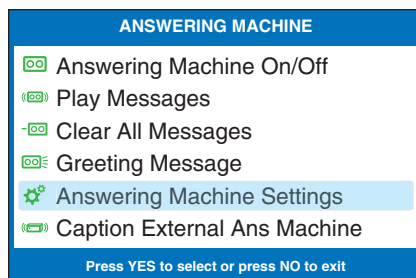 ANSWERING MACHINE
Answering Machine On/Off
Play Messages
Clear All Messages
Greeting Message
Answering Machine Settings
Caption External Ans Machine
Press YES to select or press NO to exit